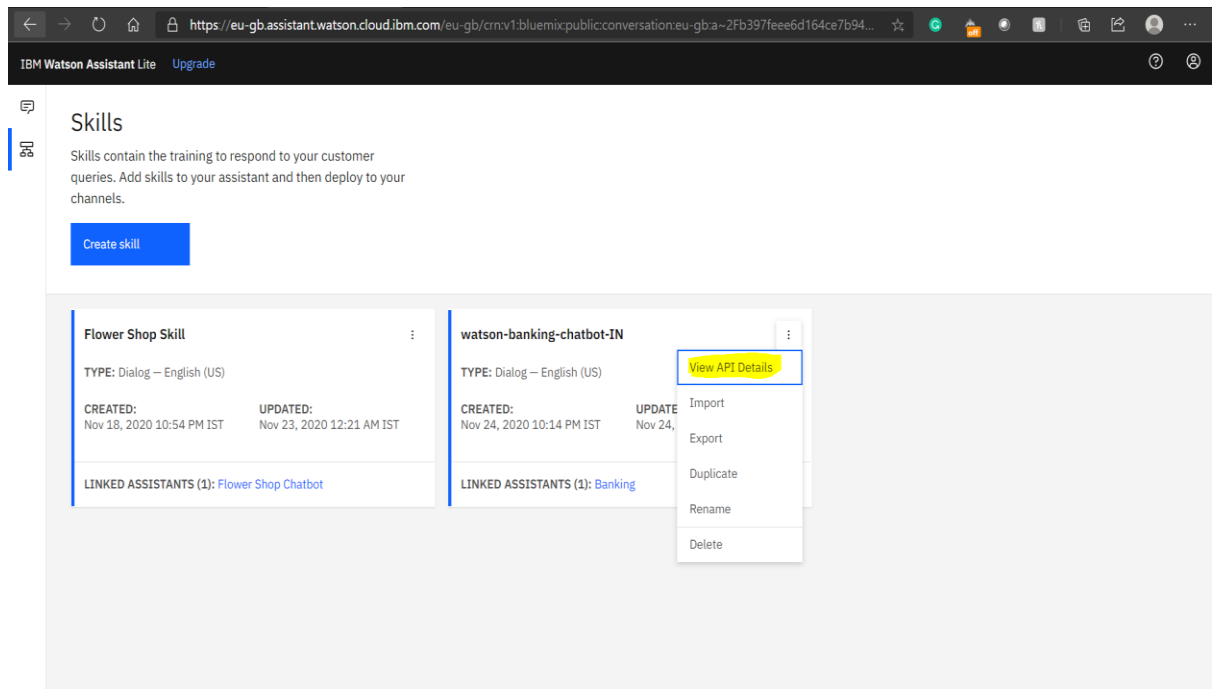 https://eu-gb.assistant.watson.cloud.ibm.com/eu-gb/crn:v1:bluemix:public:conversation:eu-gb:a~2Fb397feee6d164ce7b94...
off
IBM Watson Assistant Lite Upgrade
Skills
Skills contain the training to respond to your customer
queries. Add skills to your assistant and then deploy to your
channels.
Create skill
Flower Shop Skill
TYPE: Dialog — English (US)
CREATED: UPDATED:
Nov 18, 2020 10:54 PM IST Nov 23, 2020 12:21 AM IST
LINKED ASSISTANTS (1): Flower Shop Chatbot
watson-banking-chatbot-IN
TYPE: Dialog — English (US)
CREATED: UPDATE
Nov 24, 2020 10:14 PM IST Nov 24,
LINKED ASSISTANTS (1): Banking
View API Details
Import
Export
Duplicate
Rename
Delete